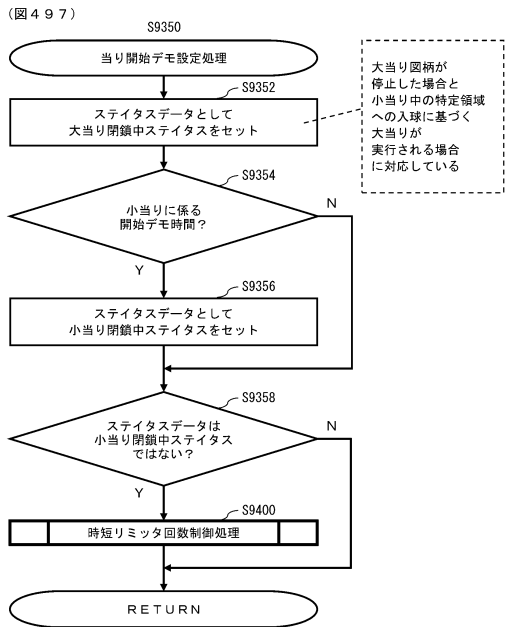 (図497)
S9350
当り開始デモ設定処理
S9352
ステイタスデータとして
大当り閉鎖中ステイタスをセット
大当り図柄が
停止した場合と
小当り中の特定領域
への入球に基づく
大当りが
実行される場合
に対応している
S9354
小当りに係る
開始デモ時間?
N
Y
S9356
ステイタスデータとして
小当り閉鎖中ステイタスをセット
S9358
ステイタスデータは
小当り閉鎖中ステイタス
ではない?
N
Y
S9400
時短リミッタ回数制御処理
RETURN